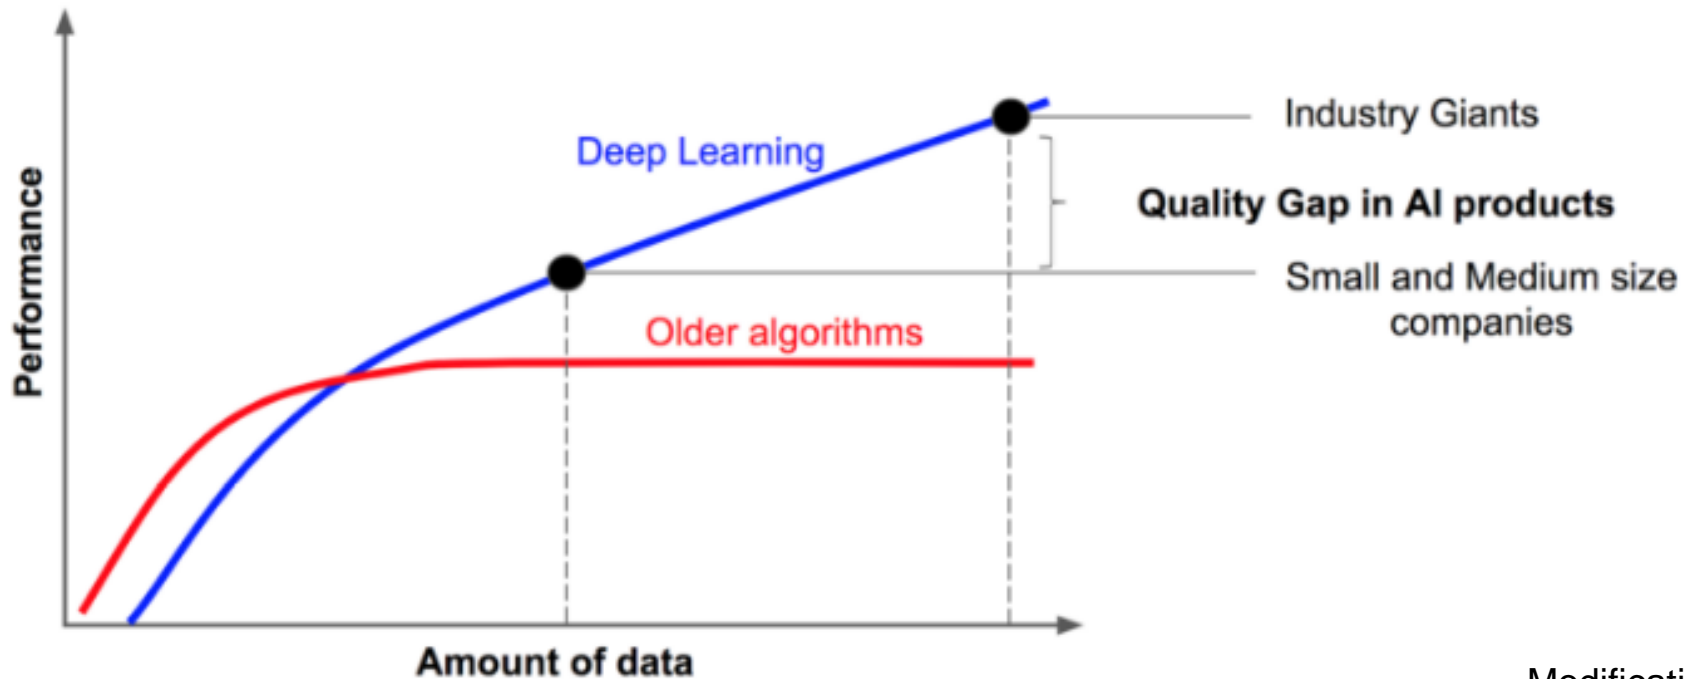 Industry Giants
Deep Learning
Quality Gap in AI products
Small and Medium size
companies
Older algorithms
Performance
Amount of data